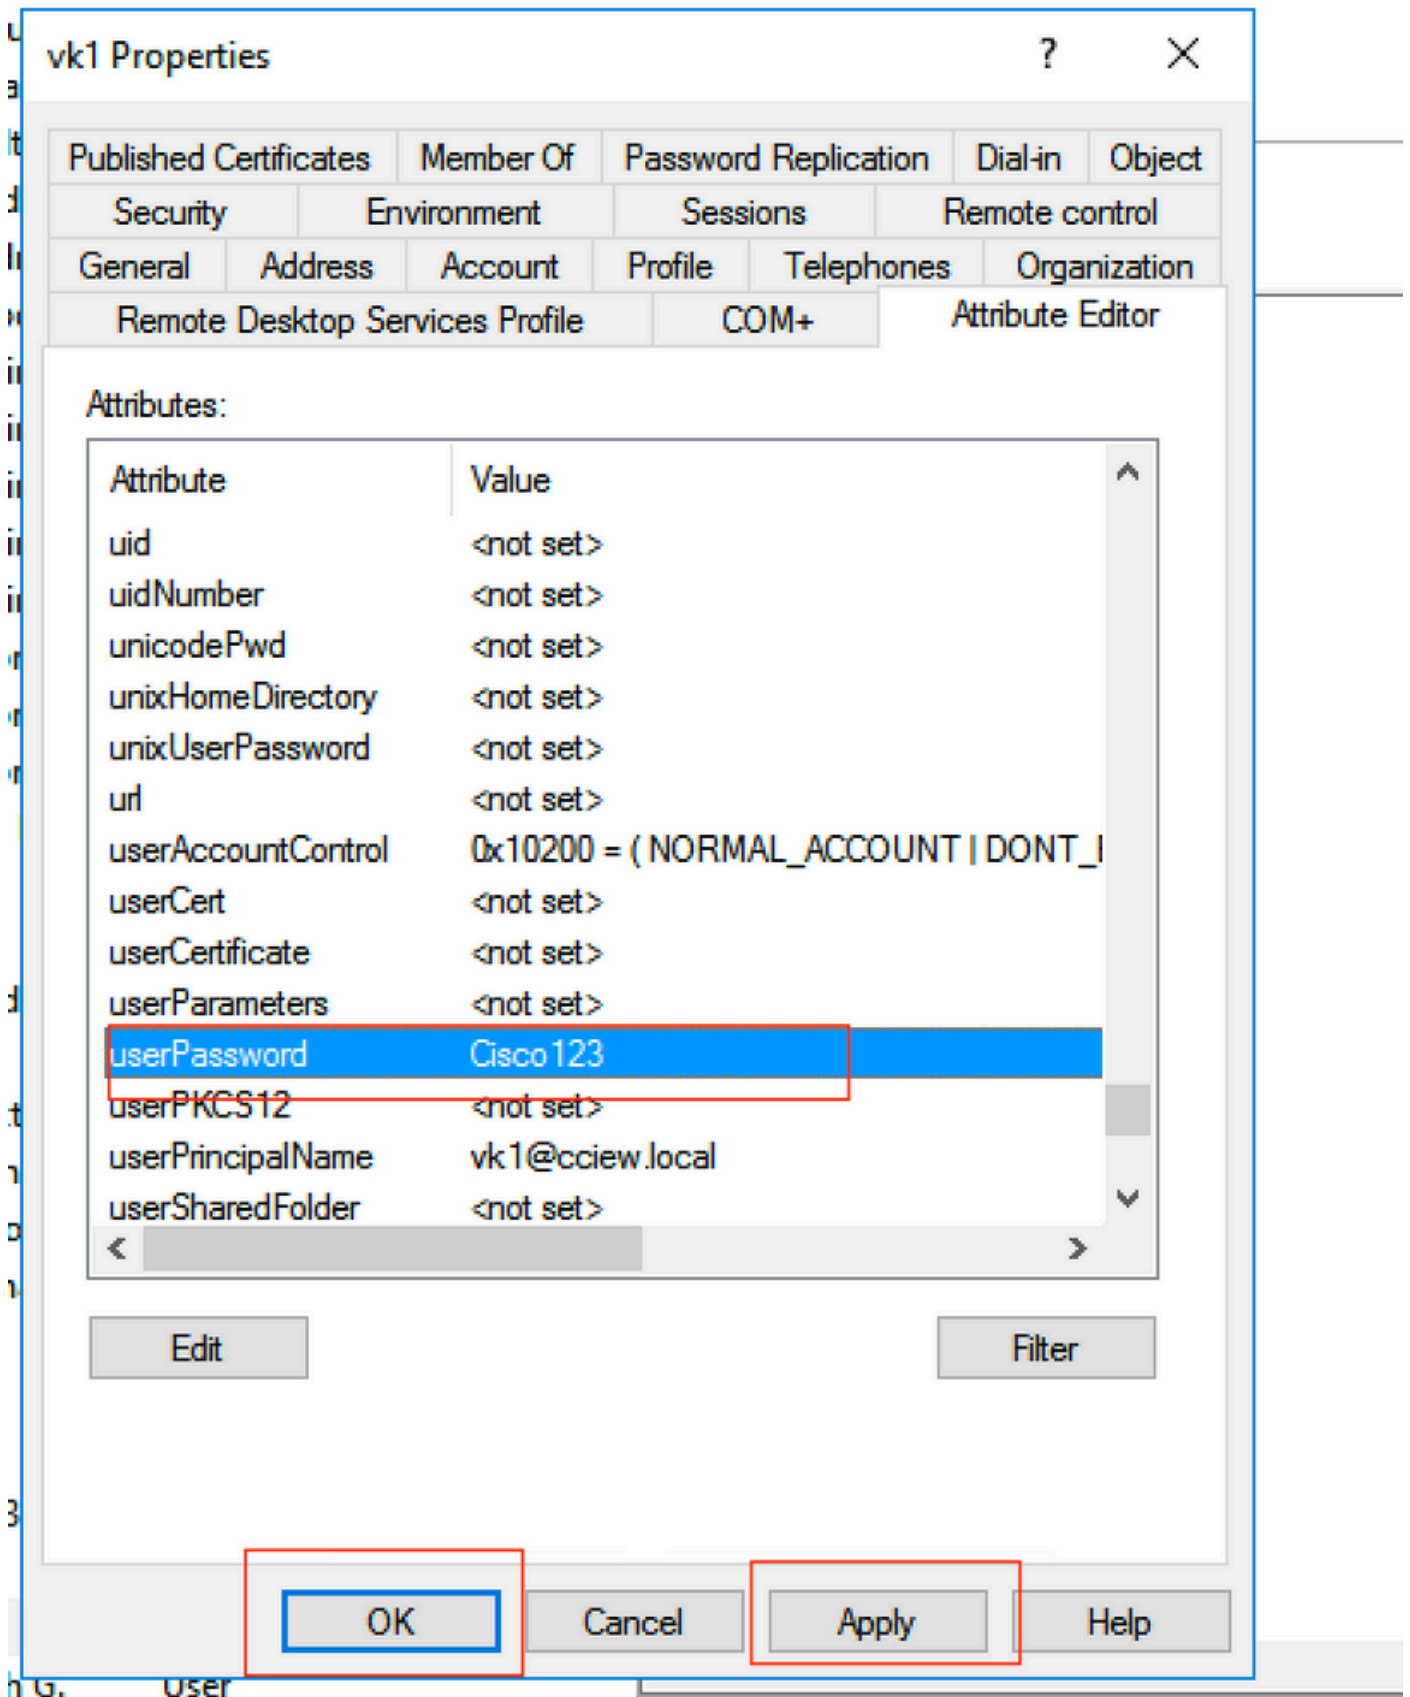 vk1 Properties
?
Published Certificates Member Of Password Replication Dial-in Object
Security Environment Sessions Remote control
General Address Account Profile Telephones Organization
Remote Desktop Services Profile COM+ Attribute Editor
Attributes:
Attribute Value
uid <not set>
uidNumber <not set>
unicodePwd <not set>
unixHomeDirectory <not set>
unixUserPassword <not set>
url <not set>
userAccountControl 0x10200 = ( NORMAL_ACCOUNT | DONT_
userCert <not set>
userCertificate <not set>
userParameters <not set>
userPassword Cisco123
userPKCS12 <not set>
userPrincipalName vk1@cciew.local
userSharedFolder <not set>
Edit Filter
OK Cancel Apply Help
G. User